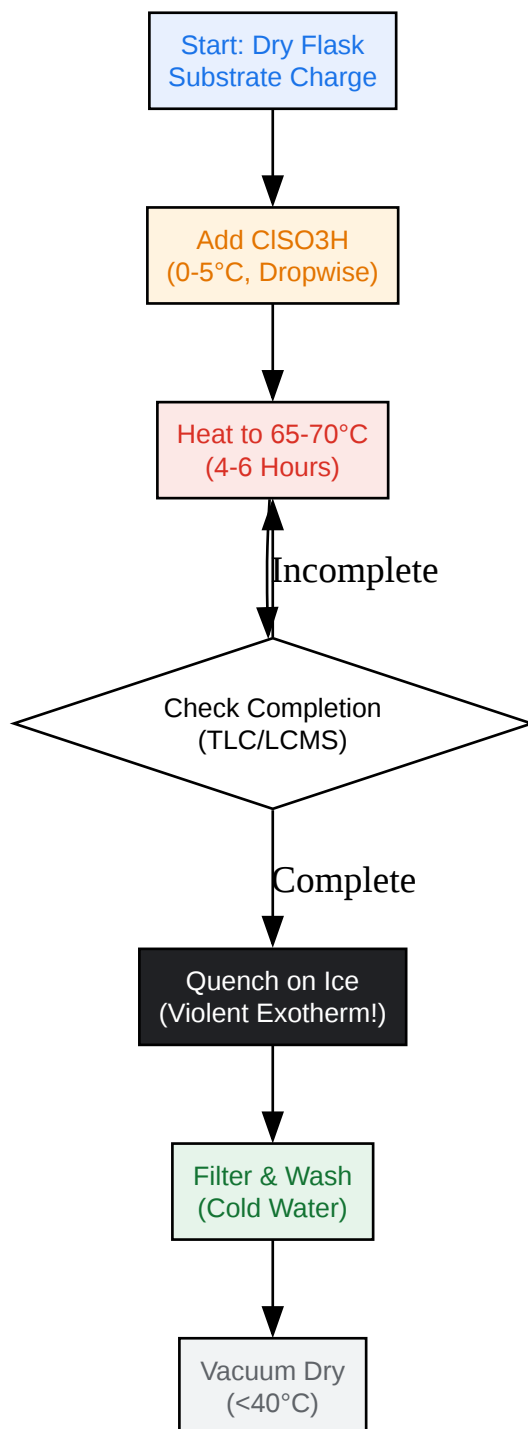 Start: Dry Flask
Substrate Charge
Add ClSO3H
(0-5°C, Dropwise)
Heat to 65-70°C
(4-6 Hours)
Incomplete
Check Completion
(TLC/LCMS)
Complete
Quench on Ice
(Violent Exotherm!)
Filter & Wash
(Cold Water)
Vacuum Dry
(<40°C)